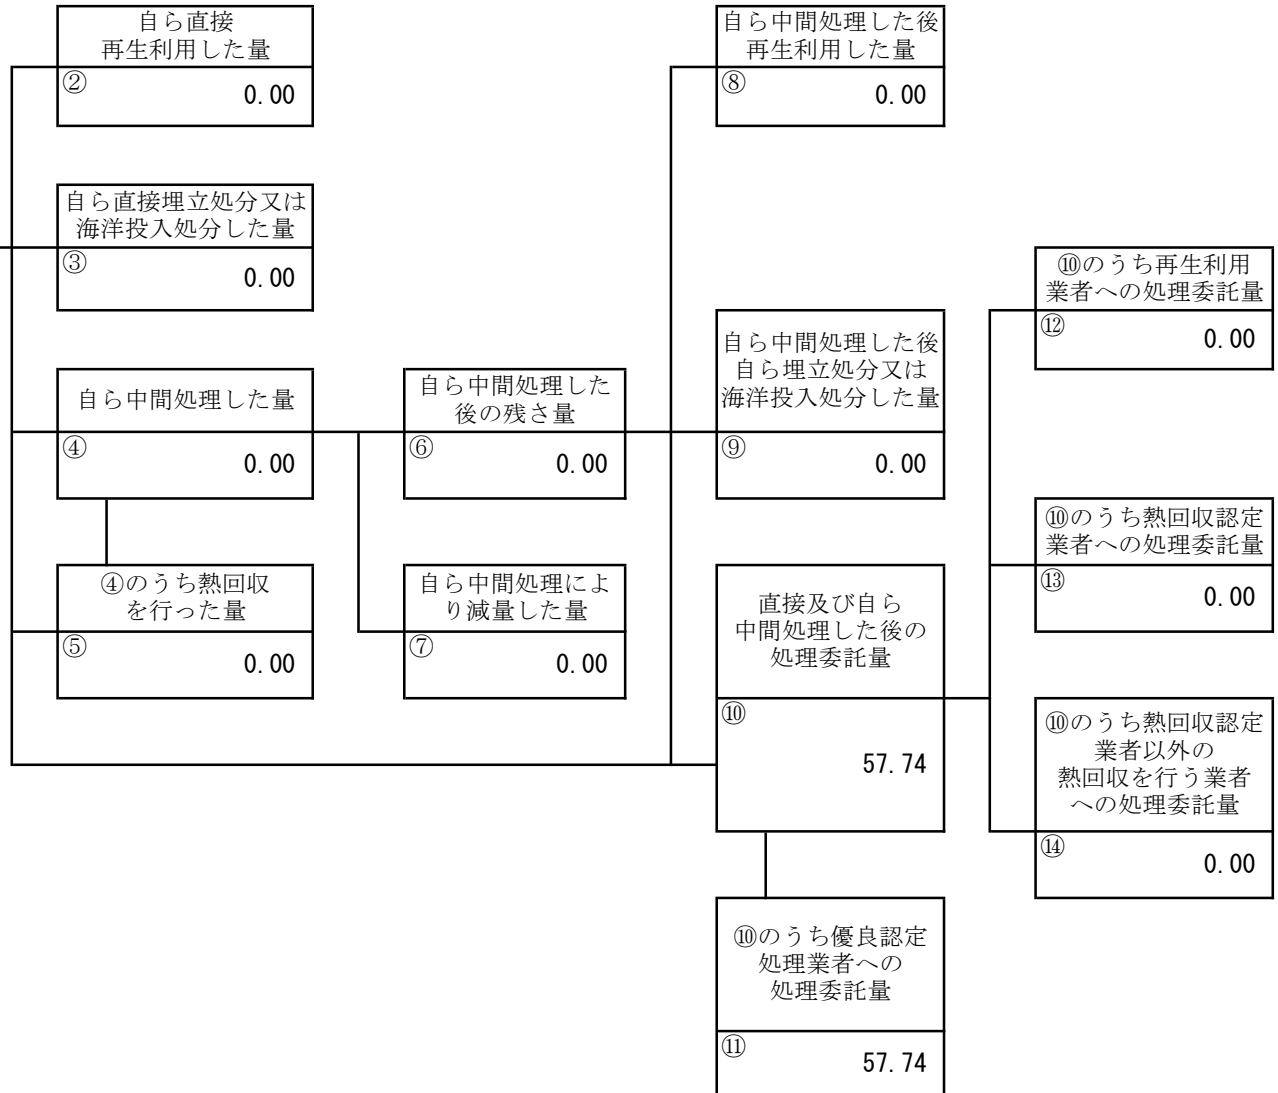 自ら直接
再生利用した量
②
0.00
自ら直接埋立処分又は
海洋投入処分した量
③
0.00
自ら中間処理した量
④
0.00
④のうち熱回収
を行った量
⑤
0.00
自ら中間処理した
後の残さ量
⑥
0.00
自ら中間処理によ
り減量した量
⑦
0.00
自ら中間処理した後
再生利用した量
⑧
0.00
自ら中間処理した後
自ら埋立処分又は
海洋投入処分した量
⑨
0.00
直接及び自ら
中間処理した後の
処理委託量
⑩
57.74
⑩のうち優良認定
処理業者への
処理委託量
⑪
57.74
⑩のうち再生利用
業者への処理委託量
⑫
0.00
⑩のうち熱回収認定
業者への処理委託量
⑬
0.00
⑩のうち熱回収認定
業者以外の
熱回収を行う業者
への処理委託量
⑭
0.00